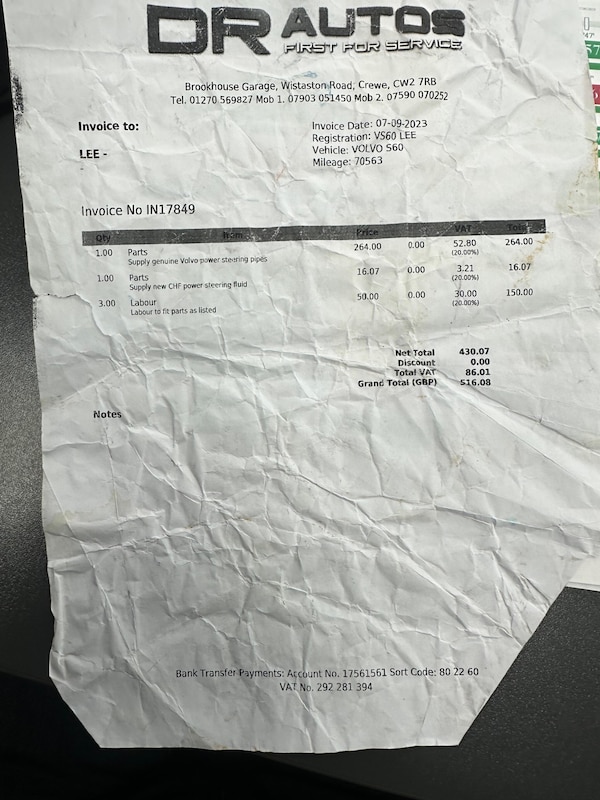 DR AUTOS
FIRST FOR SERVICE
Brookhouse Garage, Wistaston Road, Crewe, CW2 7RB
Tel. 01270 569827 Mob 1. 07903 051450 Mob 2. 07590 070252
Invoice to:
LEE -
-
Invoice Date: 07-09-2023
Registration: VS60 LEE
Vehicle: VOLVO S60
Mileage: 70563
Invoice No IN17849
Qty Item Price VAT Total
1.00 Parts 264.00 0.00 52.80 264.00
Supply genuine Volvo power steering pipes (20.00%)
1.00 Parts 16.07 0.00 3.21 16.07
Supply new CHF power steering fluid (20.00%)
3.00 Labour 50.00 0.00 30.00 150.00
Labour to fit parts as listed (20.00%)
Net Total 430.07
Discount 0.00
Total VAT 86.01
Grand Total (GBP) 516.08
Notes
Bank Transfer Payments: Account No. 17561561 Sort Code: 80 22 60
VAT No. 292 281 394